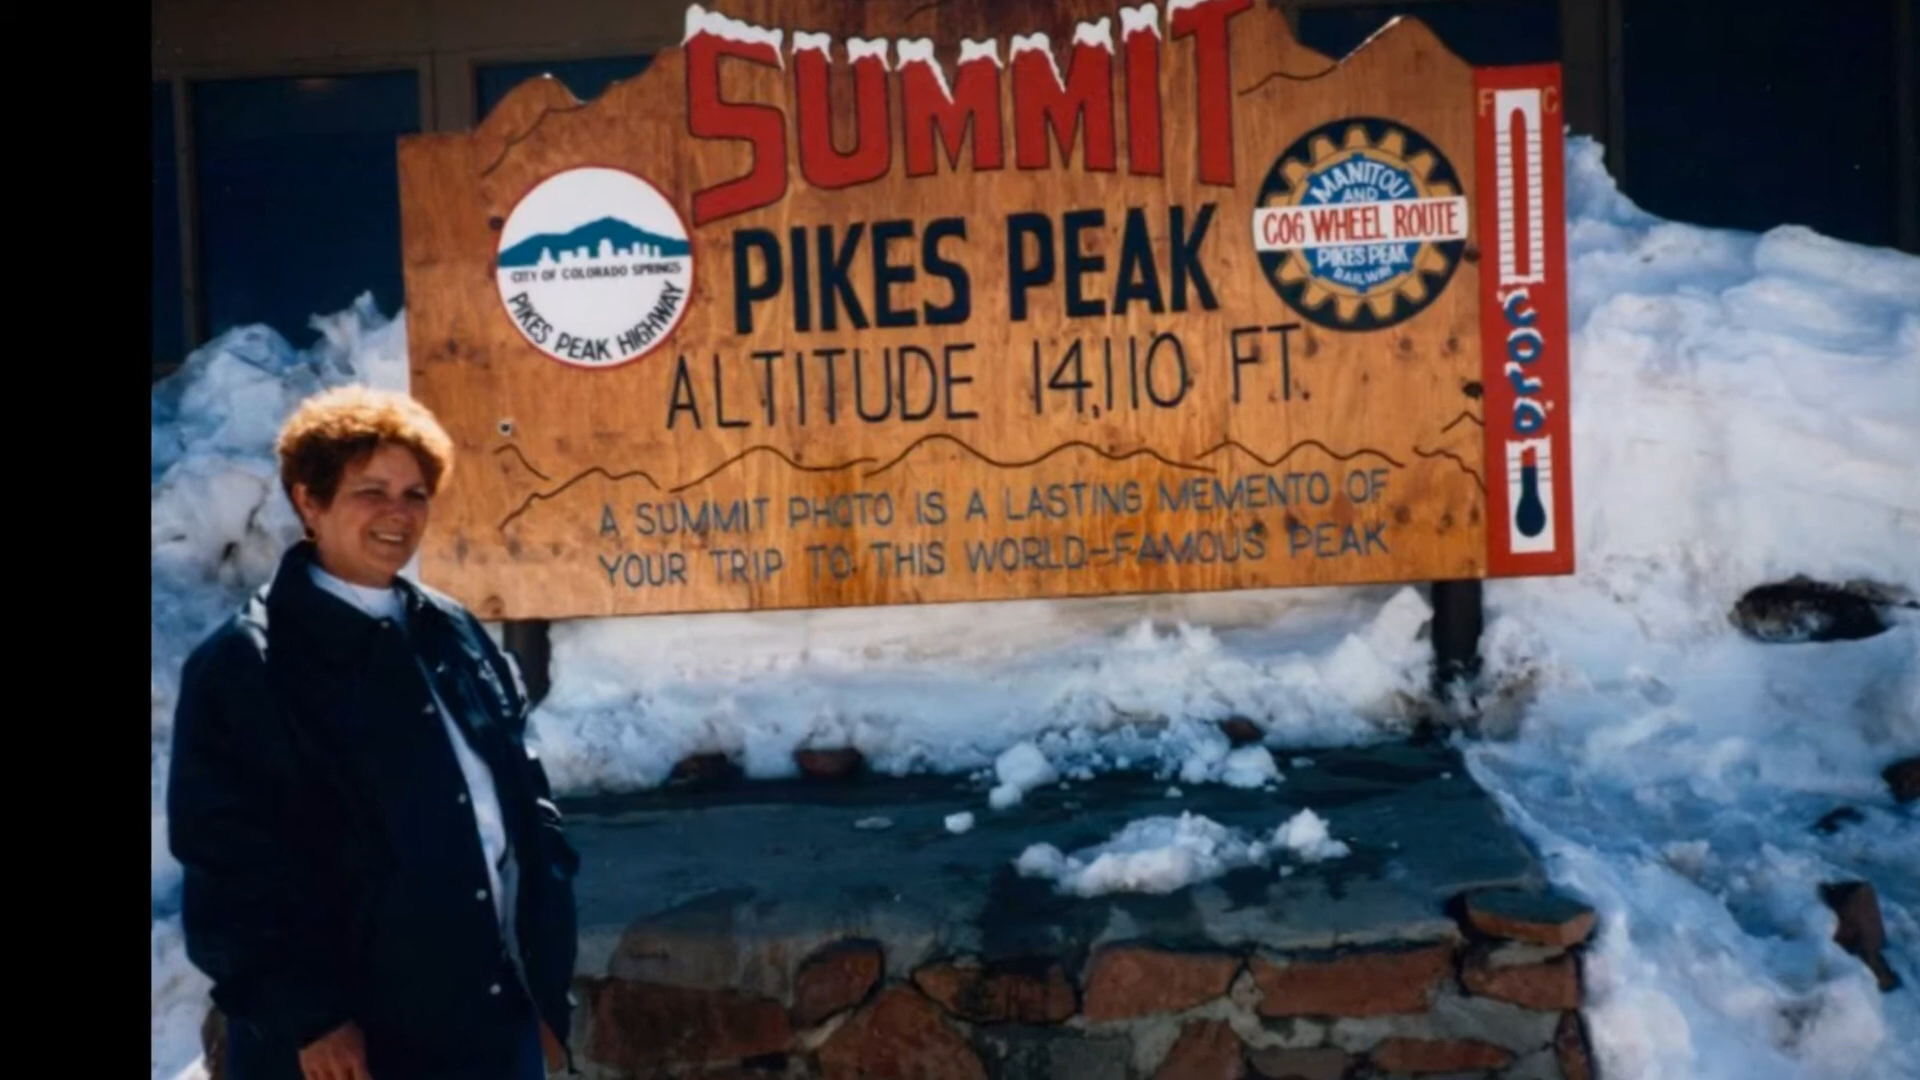 SUMMIT
PIKES PEAK
ALTITUDE 14,110 FT.
A SUMMIT PHOTO IS A LASTING MEMENTO OF
YOUR TRIP TO THIS WORLD-FAMOUS PEAK
CITY OF COLORADO SPRINGS
PIKES PEAK HIGHWAY
MANITOU
AND
COG WHEEL ROUTE
PIKES PEAK
RAILWAY
F C
COLD